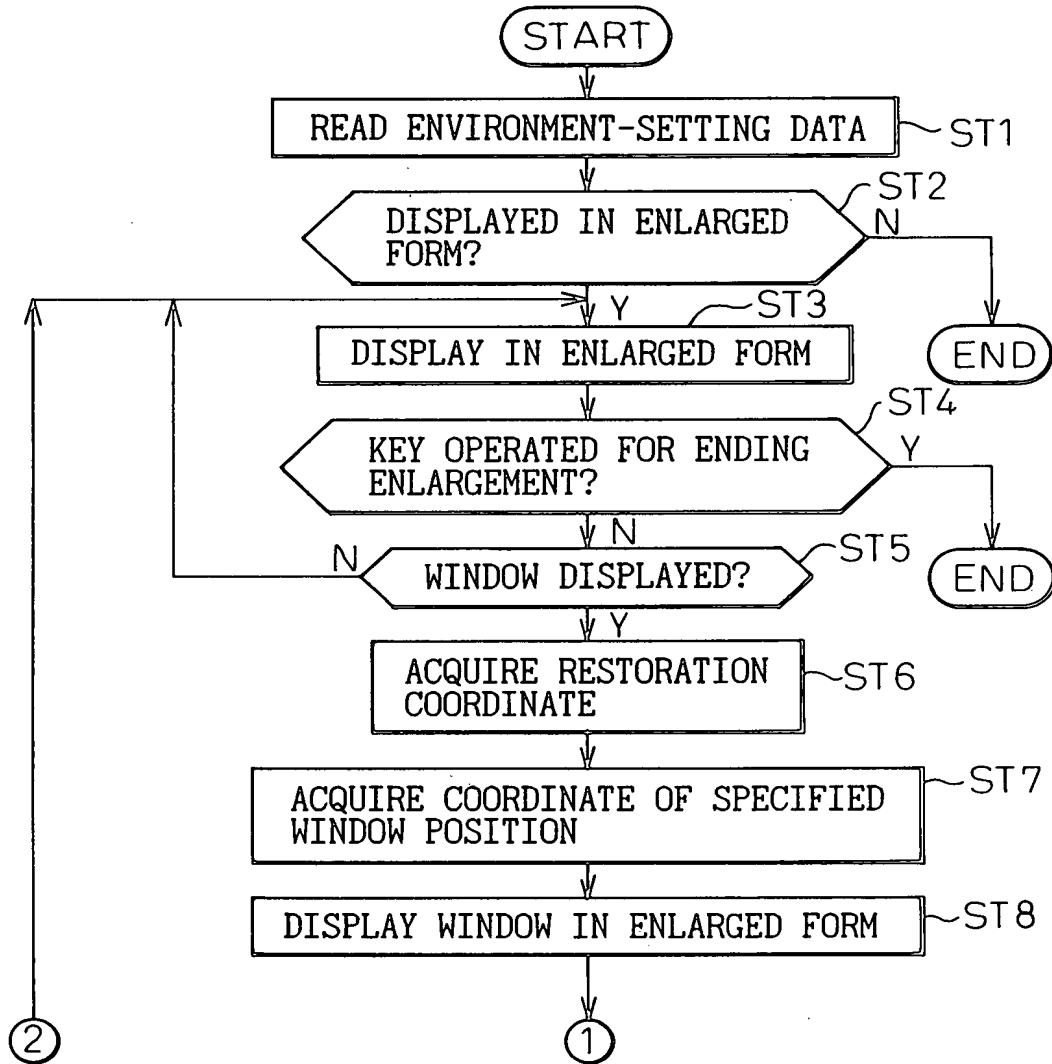 START
READ ENVIRONMENT-SETTING DATA
ST1
ST2
DISPLAYED IN ENLARGED
FORM?
N
Y
ST3
DISPLAY IN ENLARGED FORM
END
ST4
KEY OPERATED FOR ENDING
ENLARGEMENT?
Y
N
N
WINDOW DISPLAYED?
ST5
END
Y
ACQUIRE RESTORATION
COORDINATE
ST6
ACQUIRE COORDINATE OF SPECIFIED
WINDOW POSITION
ST7
DISPLAY WINDOW IN ENLARGED FORM
ST8
2
1